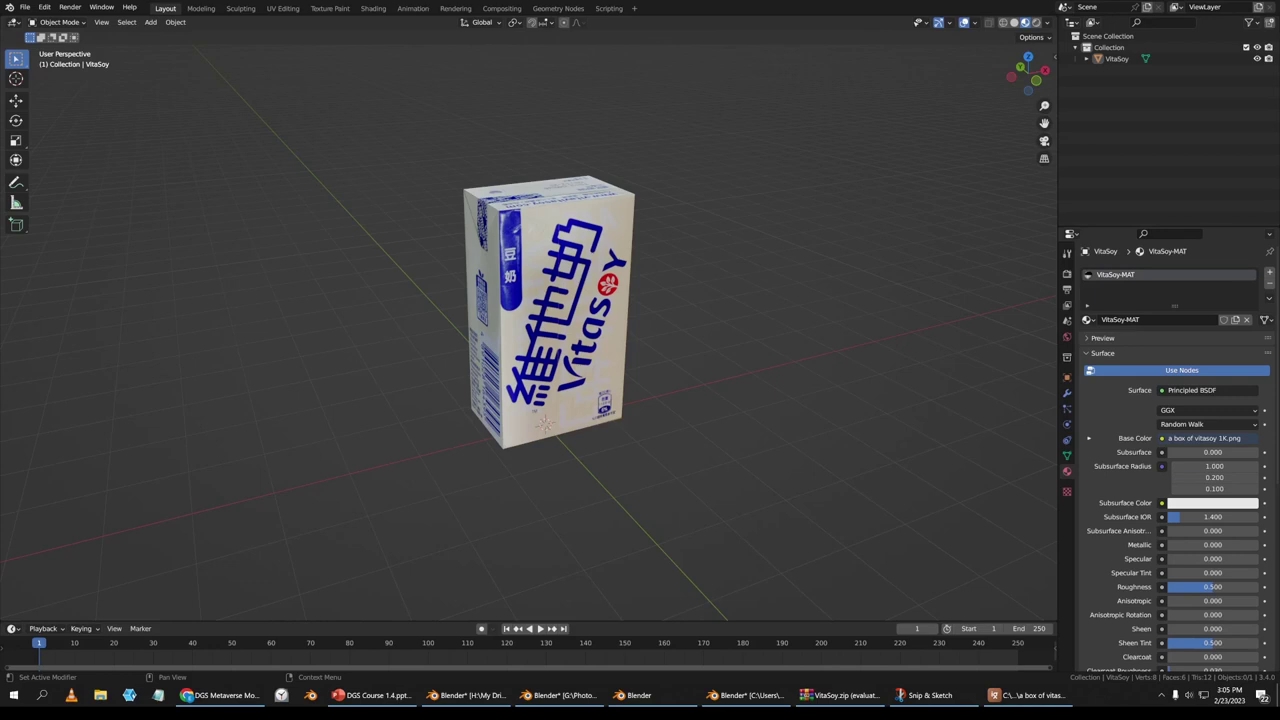 File Edit Render Window Help Layout Modeling Sculpting UV Editing Texture Paint Shading Animation Rendering Compositing Geometry Nodes Scripting Scene ViewLayer
Object Mode View Select Add Object Global
Options
User Perspective
(1) Collection | VitaSoy
Scene Collection
Collection
VitaSoy
豆奶
維他奶
Vitasoy
VitaSoy VitaSoy-MAT
VitaSoy-MAT
VitaSoy-MAT
Preview
Surface
Use Nodes
Surface Principled BSDF
GGX
Random Walk
Base Color a box of vitasoy 1K.png
Subsurface 0.000
Subsurface Radius 1.000
0.200
0.100
Subsurface Color
Subsurface IOR 1.400
Subsurface Anisotr... 0.000
Metallic 0.000
Specular 0.000
Specular Tint 0.000
Roughness 0.500
Anisotropic 0.000
Anisotropic Rotation 0.000
Sheen 0.000
Sheen Tint 0.500
Clearcoat 0.000
Clearcoat Roughness 0.030
Playback Keying View Marker 1 Start 1 End 250
1 10 20 30 40 50 60 70 80 90 100 110 120 130 140 150 160 170 180 190 200 210 220 230 240 250
Set Active Modifier Pan View Context Menu Collection | VitaSoy | Verts:8 | Faces:6 | Tris:12 | Objects:0/1 | 3.4.0
DGS Metaverse Mo... DGS Course 1.4.pptx... Blender* [H:\My Dri... Blender* [G:\Photo... Blender Blender* [C:\Users\... VitaSoy.zip (evaluat... Snip & Sketch C:\...\a box of vitas... 3:05 PM
2/23/2023
22